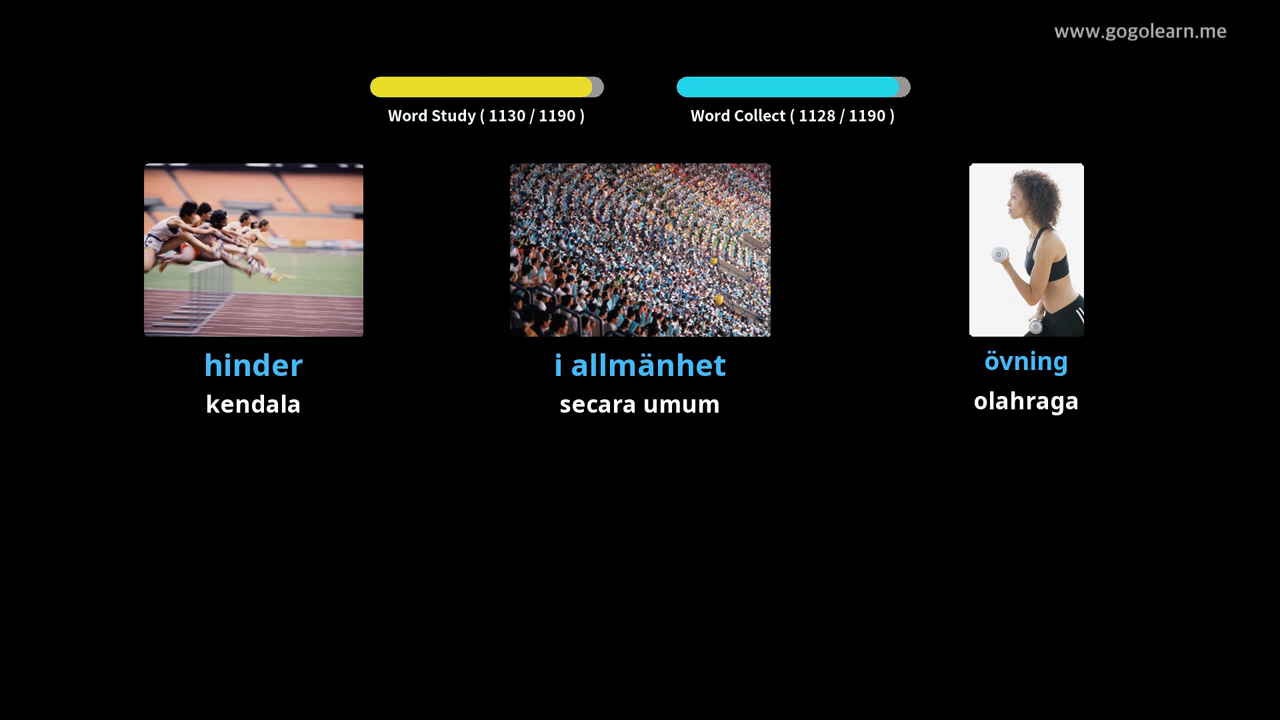 www.gogolearn.me
Word Study ( 1130 / 1190 )
Word Collect ( 1128 / 1190 )
hinder
kendala
i allmänhet
secara umum
övning
olahraga